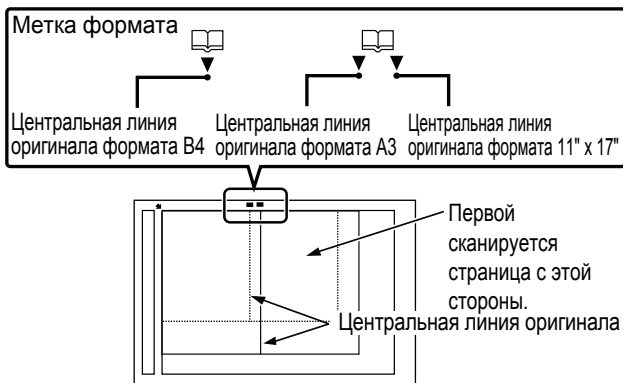 Метка формата
Центральная линия
оригинала формата B4
Центральная линия
оригинала формата A3
Центральная линия
оригинала формата 11" x 17"
Первой
сканируется
страница с этой
стороны.
Центральная линия оригинала